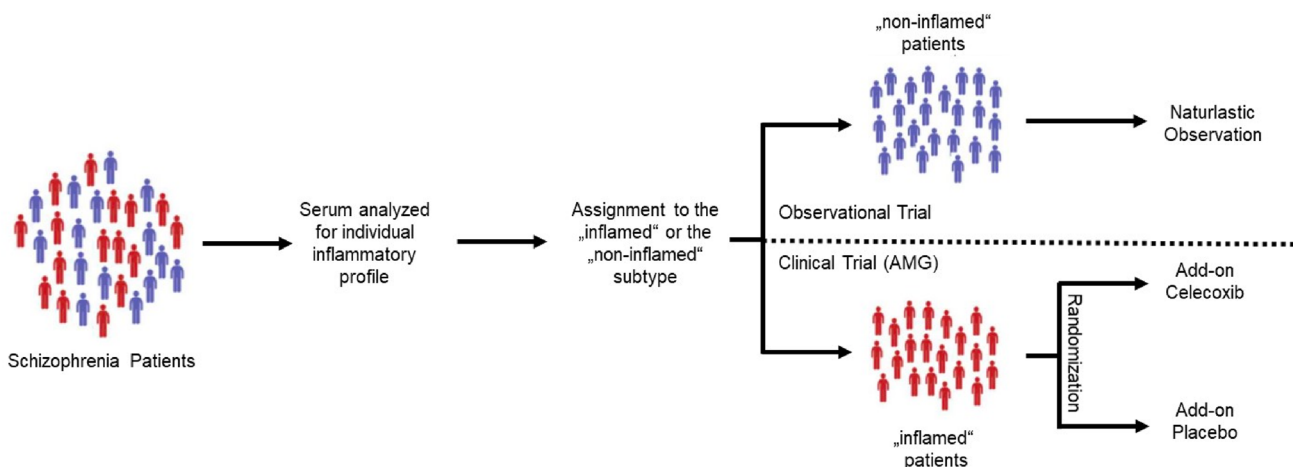 Schizophrenia Patients
Serum analyzed
for individual
inflammatory
profile
Assignment to the
„inflamed“ or the
„non-inflamed“
subtype
„non-inflamed“
patients
Naturlastic
Observation
Observational Trial
Clinical Trial (AMG)
„inflamed“
patients
Randomization
Add-on
Celecoxib
Add-on
Placebo